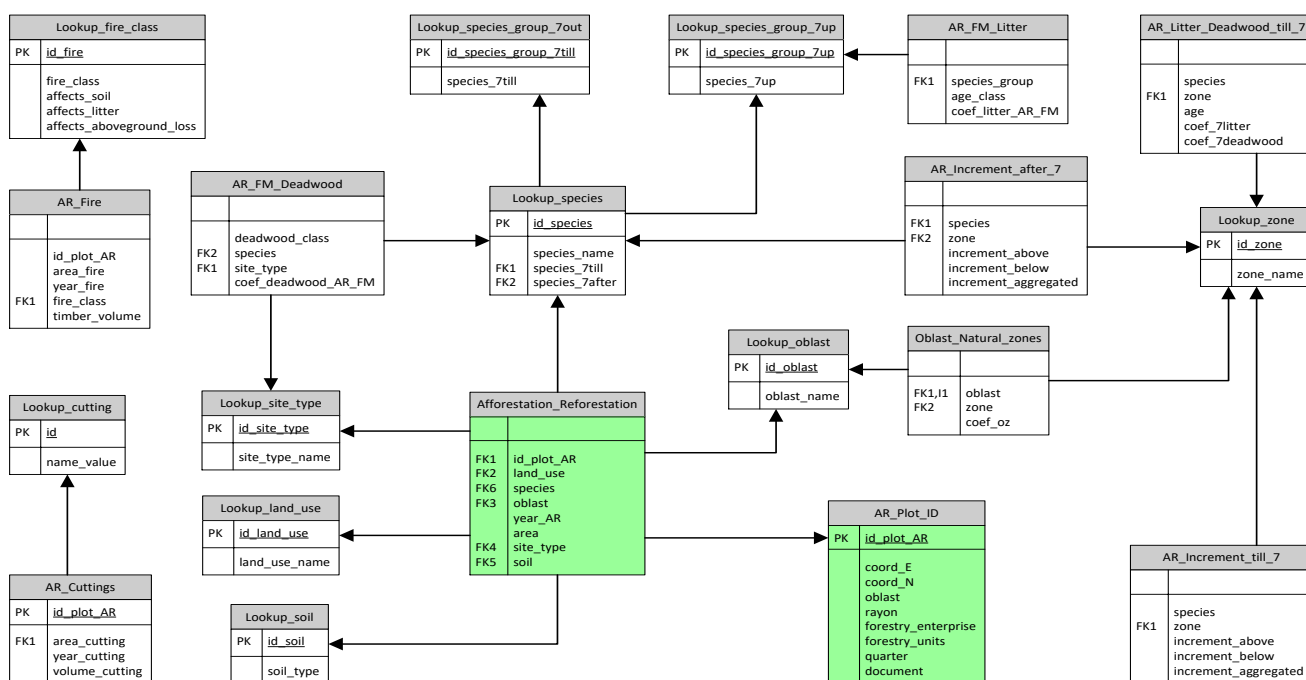 Lookup_fire_class
PK id_fire
fire_class
affects_soil
affects_litter
affects_aboveground_loss
Lookup_species_group_7out
PK id_species_group_7till
species_7till
Lookup_species_group_7up
PK id_species_group_7up
species_7up
AR_FM_Litter
FK1 species_group
age_class
coef_litter_AR_FM
AR_Litter_Deadwood_till_7
species
FK1 zone
age
coef_7litter
coef_7deadwood
AR_Fire
id_plot_AR
area_fire
year_fire
FK1 fire_class
timber_volume
AR_FM_Deadwood
deadwood_class
FK2 species
FK1 site_type
coef_deadwood_AR_FM
Lookup_species
PK id_species
species_name
FK1 species_7till
FK2 species_7after
AR_Increment_after_7
FK1 species
FK2 zone
increment_above
increment_below
increment_aggregated
Lookup_zone
PK id_zone
zone_name
Lookup_oblast
PK id_oblast
oblast_name
Oblast_Natural_zones
FK1,I1 oblast
FK2 zone
coef_oz
Lookup_cutting
PK id
name_value
Lookup_site_type
PK id_site_type
site_type_name
Afforestation_Reforestation
FK1 id_plot_AR
FK2 land_use
FK6 species
FK3 oblast
year_AR
area
FK4 site_type
FK5 soil
Lookup_land_use
PK id_land_use
land_use_name
AR_Plot_ID
PK id_plot_AR
coord_E
coord_N
oblast
rayon
forestry_enterprise
forestry_units
quarter
document
AR_Cuttings
PK id_plot_AR
FK1 area_cutting
year_cutting
volume_cutting
Lookup_soil
PK id_soil
soil_type
AR_Increment_till_7
species
FK1 zone
increment_above
increment_below
increment_aggregated